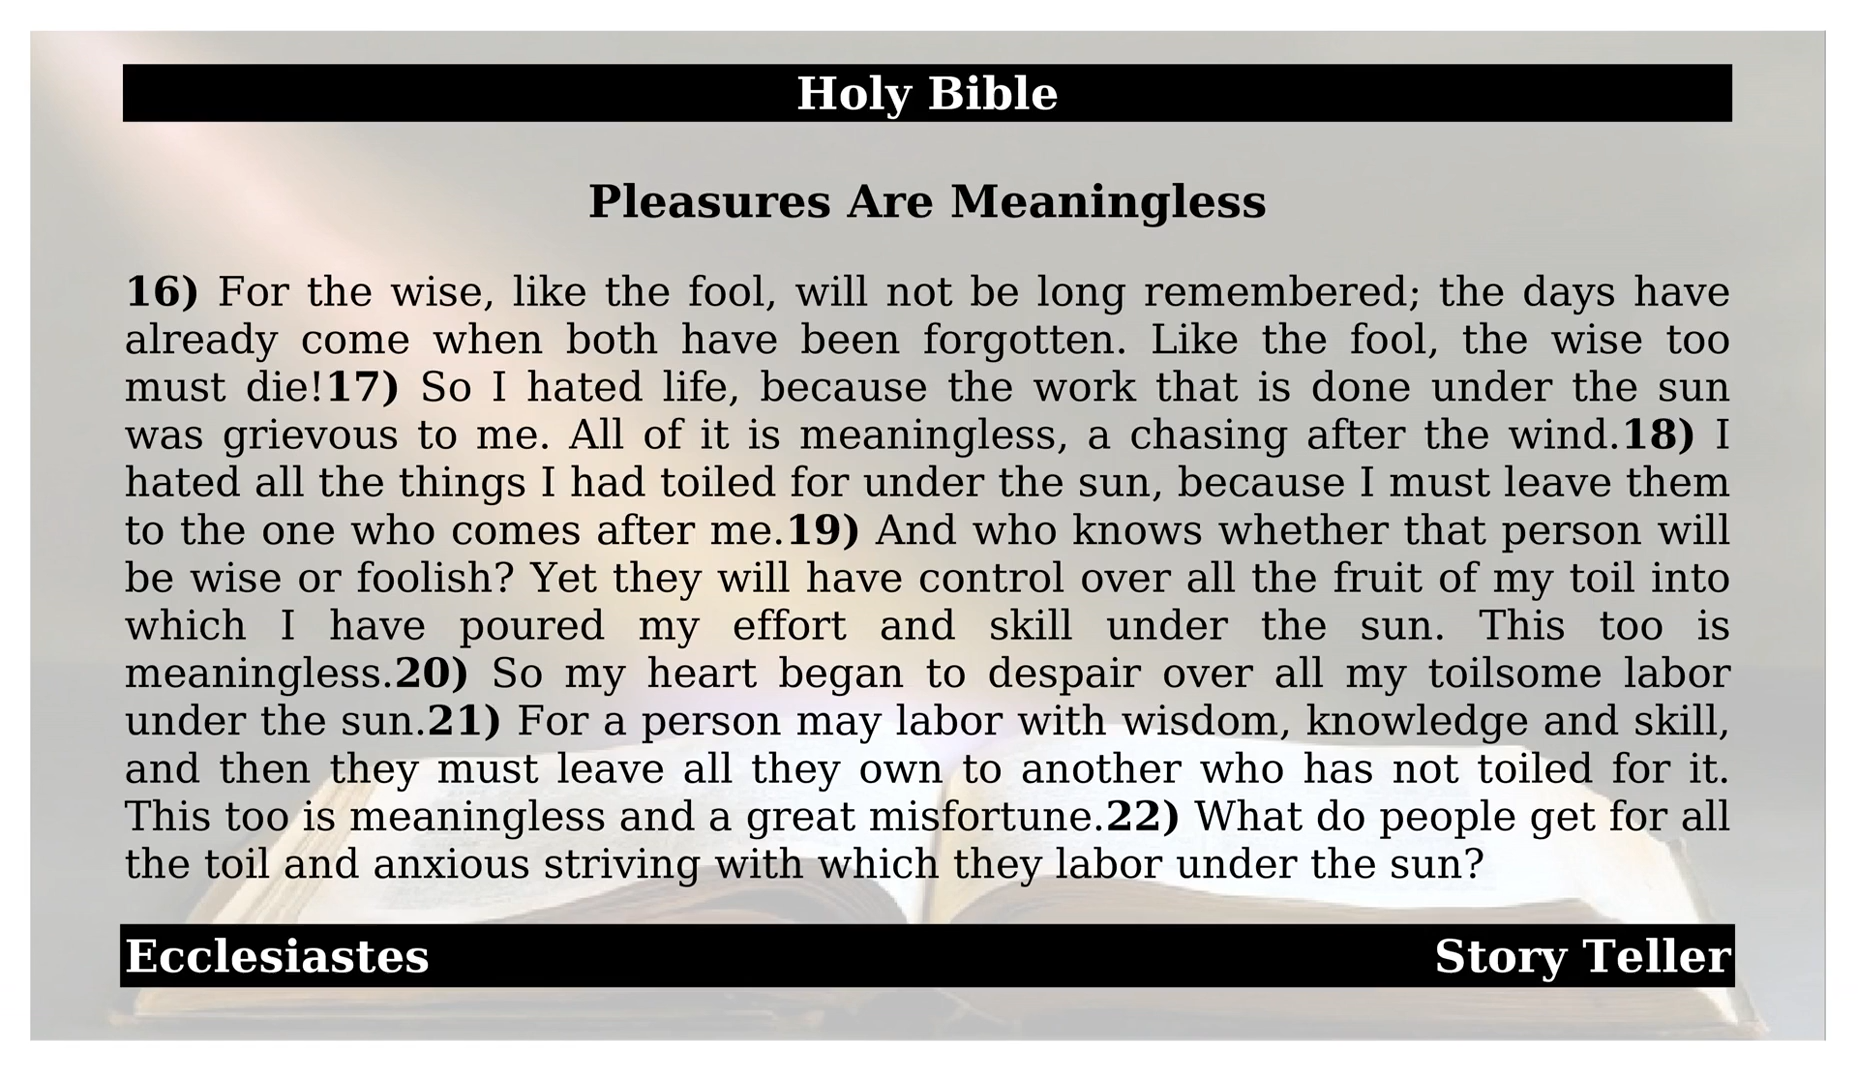 Holy Bible
Pleasures Are Meaningless
16) For the wise, like the fool, will not be long remembered; the days have
already come when both have been forgotten. Like the fool, the wise too
must die!17) So I hated life, because the work that is done under the sun
was grievous to me. All of it is meaningless, a chasing after the wind.18) I
hated all the things I had toiled for under the sun, because I must leave them
to the one who comes after me.19) And who knows whether that person will
be wise or foolish? Yet they will have control over all the fruit of my toil into
which I have poured my effort and skill under the sun. This too is
meaningless.20) So my heart began to despair over all my toilsome labor
under the sun.21) For a person may labor with wisdom, knowledge and skill,
and then they must leave all they own to another who has not toiled for it.
This too is meaningless and a great misfortune.22) What do people get for all
the toil and anxious striving with which they labor under the sun?
Ecclesiastes Story Teller